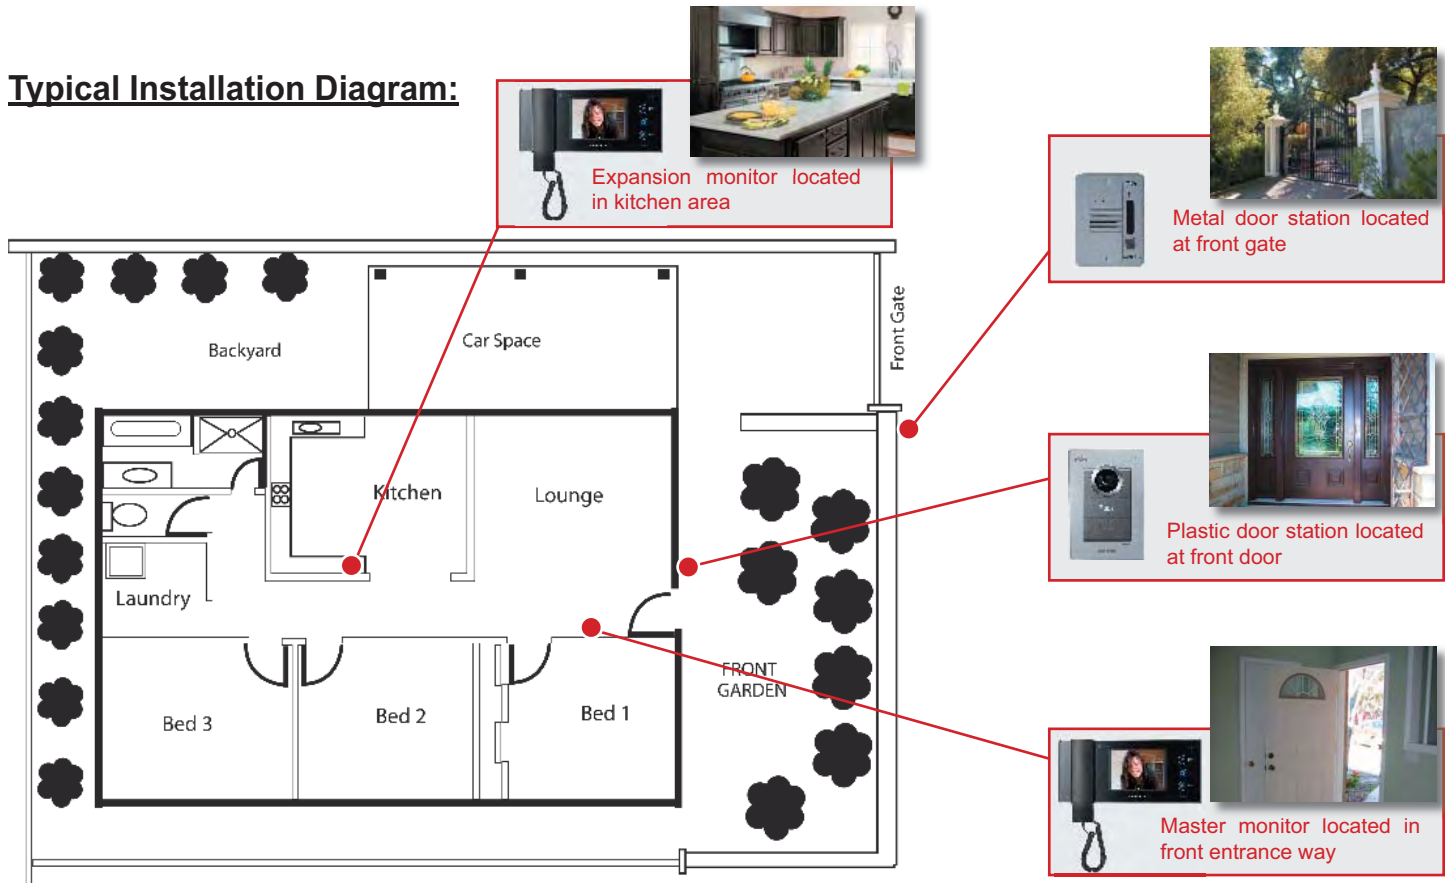 Typical Installation Diagram:
Expansion monitor located
in kitchen area
Metal door station located
at front gate
Front Gate
Backyard
Car Space
Plastic door station located
at front door
Kitchen
Lounge
Laundry
FRONT
GARDEN
Bed 3
Bed 2
Bed 1
Master monitor located in
front entrance way